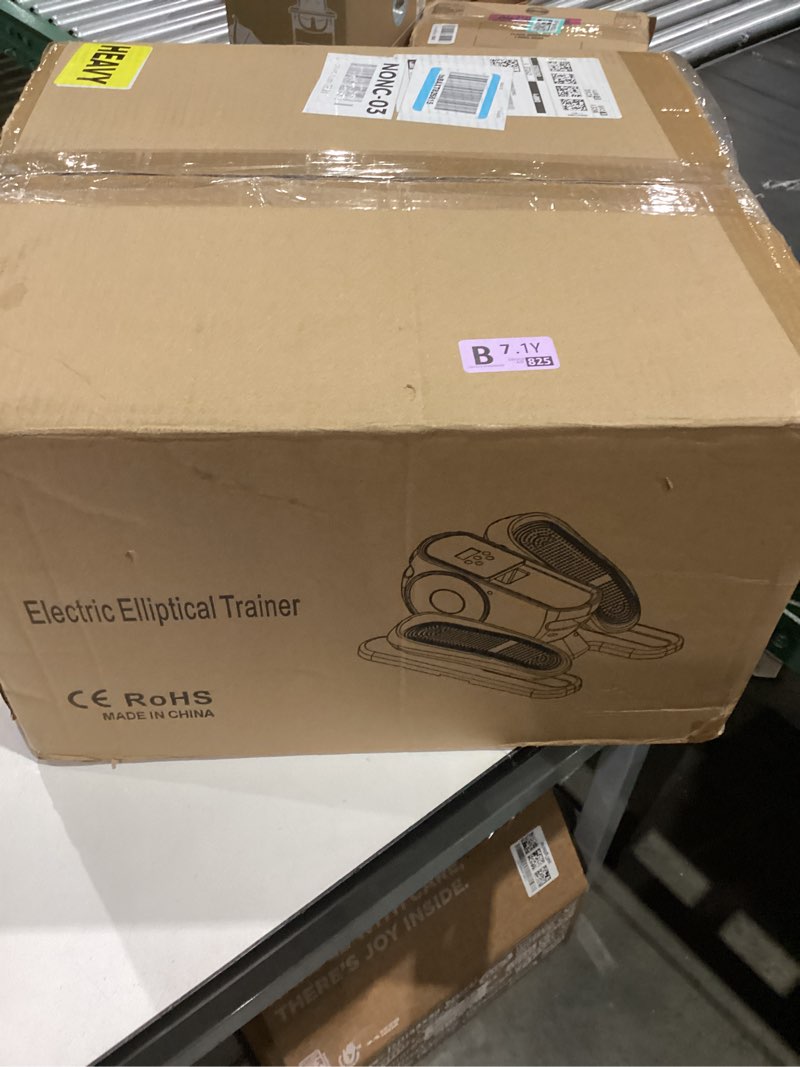 HEAVY
NONC-03
B 7.1Y
825
Electric Elliptical Trainer
CE RoHS
MADE IN CHINA
THERE'S JOY INSIDE.